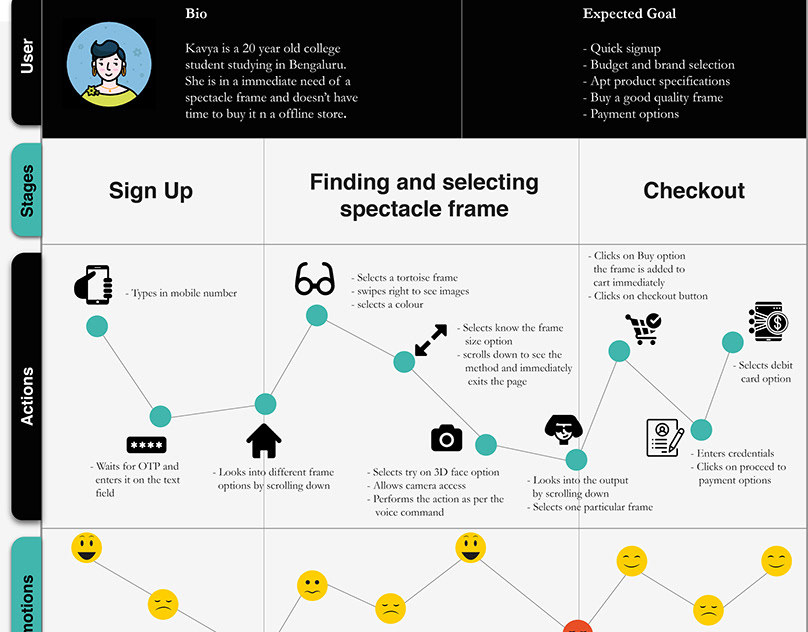 User
Bio
Kavya is a 20 year old college
student studying in Bengaluru.
She is in a immediate need of a
spectacle frame and doesn't have
time to buy it n a offline store.
Expected Goal
- Quick signup
- Budget and brand selection
- Apt product specifications
- Buy a good quality frame
- Payment options
Stages
Sign Up
Finding and selecting
spectacle frame
Checkout
Actions
- Types in mobile number
- Waits for OTP and
enters it on the text
field
- Looks into different frame
options by scrolling down
- Selects a tortoise frame
- swipes right to see images
- selects a colour
- Selects know the frame
size option
- scrolls down to see the
method and immediately
exits the page
- Selects try on 3D face option
- Allows camera access
- Performs the action as per the
voice command
- Looks into the output
by scrolling down
- Selects one particular frame
- Clicks on Buy option
the frame is added to
cart immediately
- Clicks on checkout button
- Enters credentials
- Clicks on proceed to
payment options
- Selects debit
card option
motions